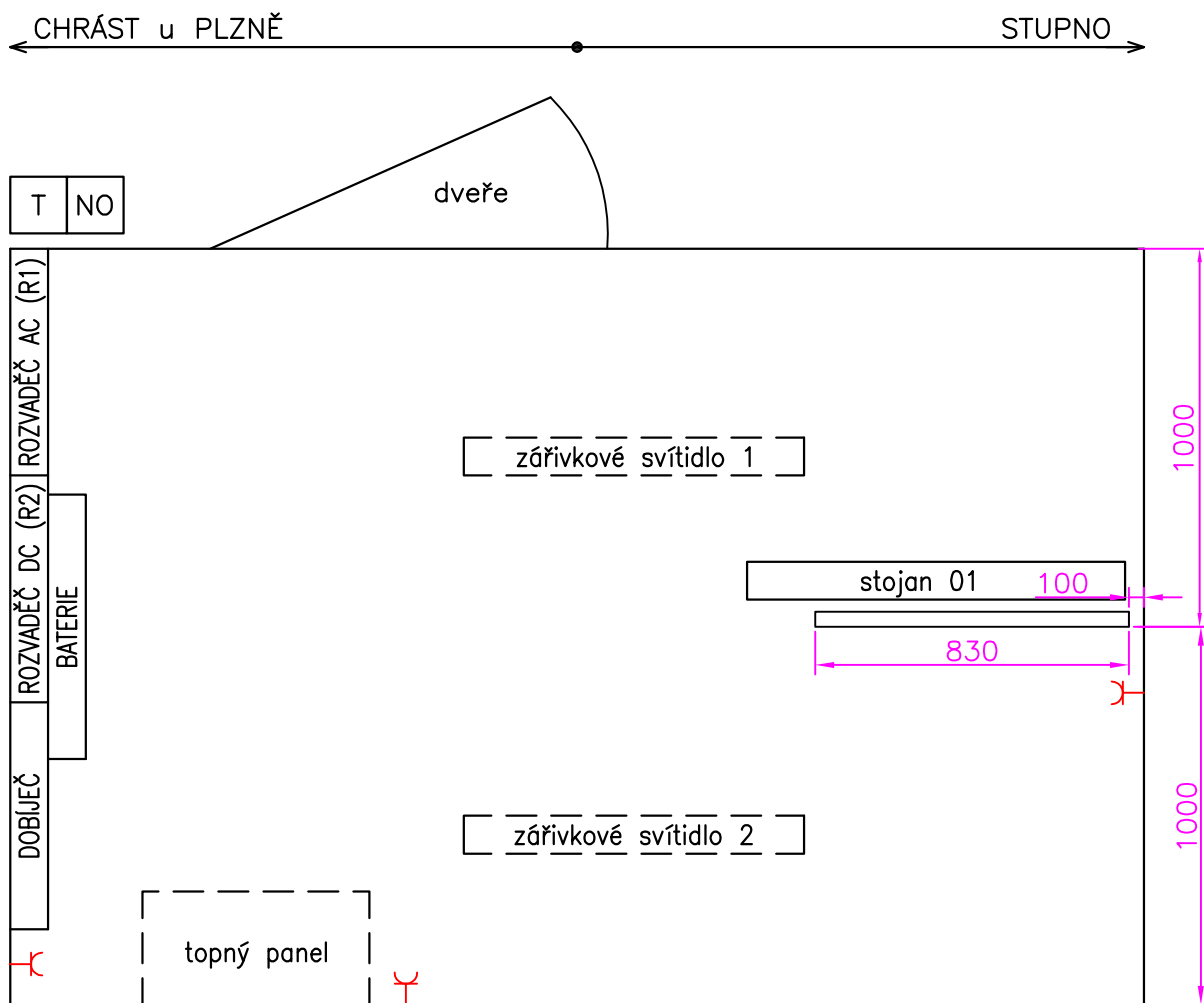 CHRÁST u PLZNĚ
STUPNO
dveře
T NO
ROZVADĚČ AC (R1)
zářivkové svítidlo 1
1000
ROZVADĚČ DC (R2)
BATERIE
stojan 01
100
830
DOBÍJEČ
zářivkové svítidlo 2
1000
topný panel